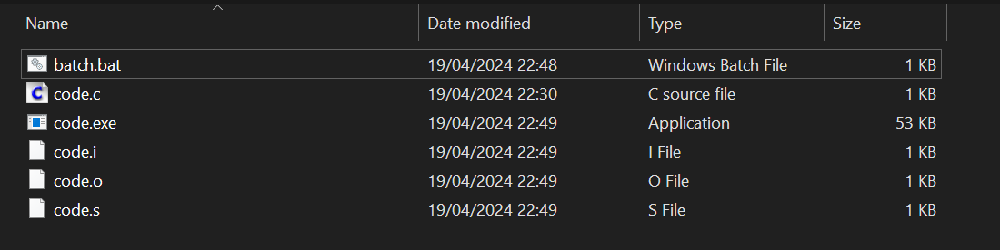 Name Date modified Type Size
batch.bat 19/04/2024 22:48 Windows Batch File 1 KB
code.c 19/04/2024 22:30 C source file 1 KB
code.exe 19/04/2024 22:49 Application 53 KB
code.i 19/04/2024 22:49 I File 1 KB
code.o 19/04/2024 22:49 O File 1 KB
code.s 19/04/2024 22:49 S File 1 KB